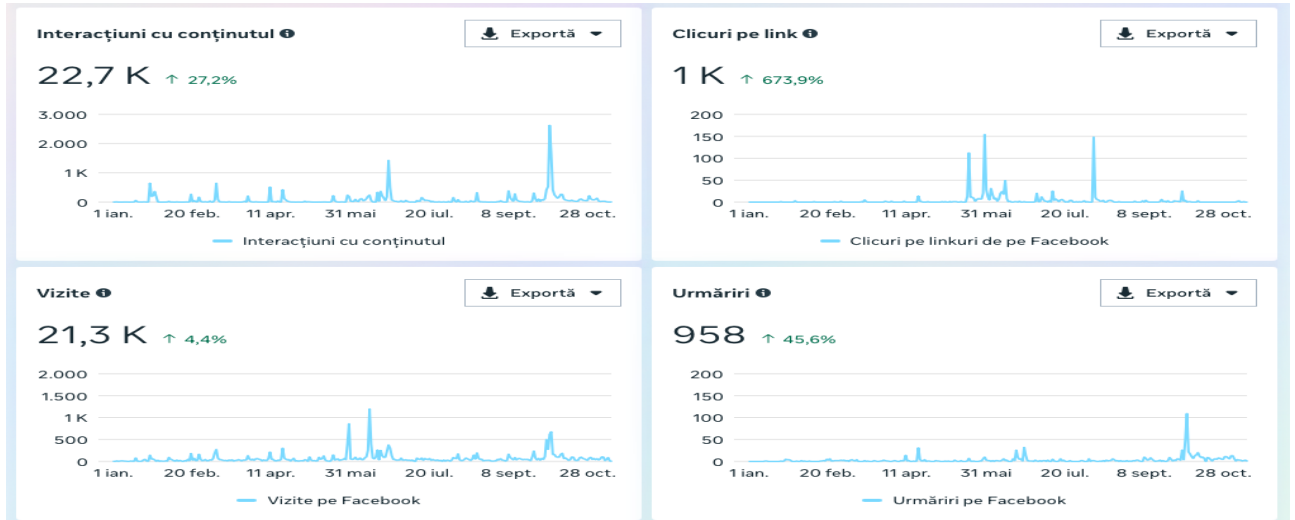 Interacțiuni cu conținutul
Exportă
22,7 K ↑ 27,2%
3.000
2.000
1 K
0
1 ian. 20 feb. 11 apr. 31 mai 20 iul. 8 sept. 28 oct.
Interacțiuni cu conținutul
Clicuri pe link
Exportă
1 K ↑ 673,9%
200
150
100
50
0
1 ian. 20 feb. 11 apr. 31 mai 20 iul. 8 sept. 28 oct.
Clicuri pe linkuri de pe Facebook
Vizite
Exportă
21,3 K ↑ 4,4%
2.000
1.500
1 K
500
0
1 ian. 20 feb. 11 apr. 31 mai 20 iul. 8 sept. 28 oct.
Vizite pe Facebook
Urmăriri
Exportă
958 ↑ 45,6%
200
150
100
50
0
1 ian. 20 feb. 11 apr. 31 mai 20 iul. 8 sept. 28 oct.
Urmăriri pe Facebook